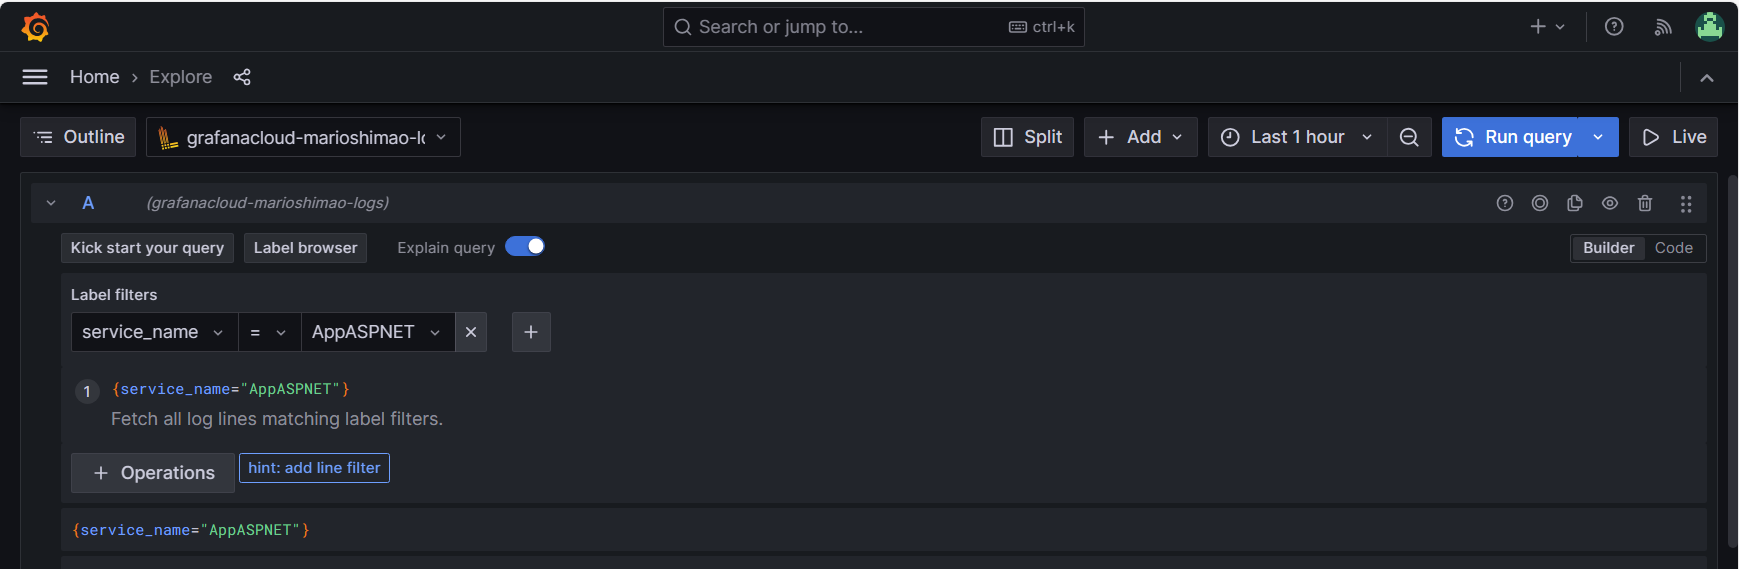 Search or jump to... ctrl+k
Home › Explore
Outline grafanacloud-marioshimao-l Split + Add Last 1 hour Run query Live
A (grafanacloud-marioshimao-logs)
Kick start your query Label browser Explain query Builder Code
Label filters
service_name = AppASPNET × +
1 {service_name="AppASPNET"}
Fetch all log lines matching label filters.
+ Operations hint: add line filter
{service_name="AppASPNET"}